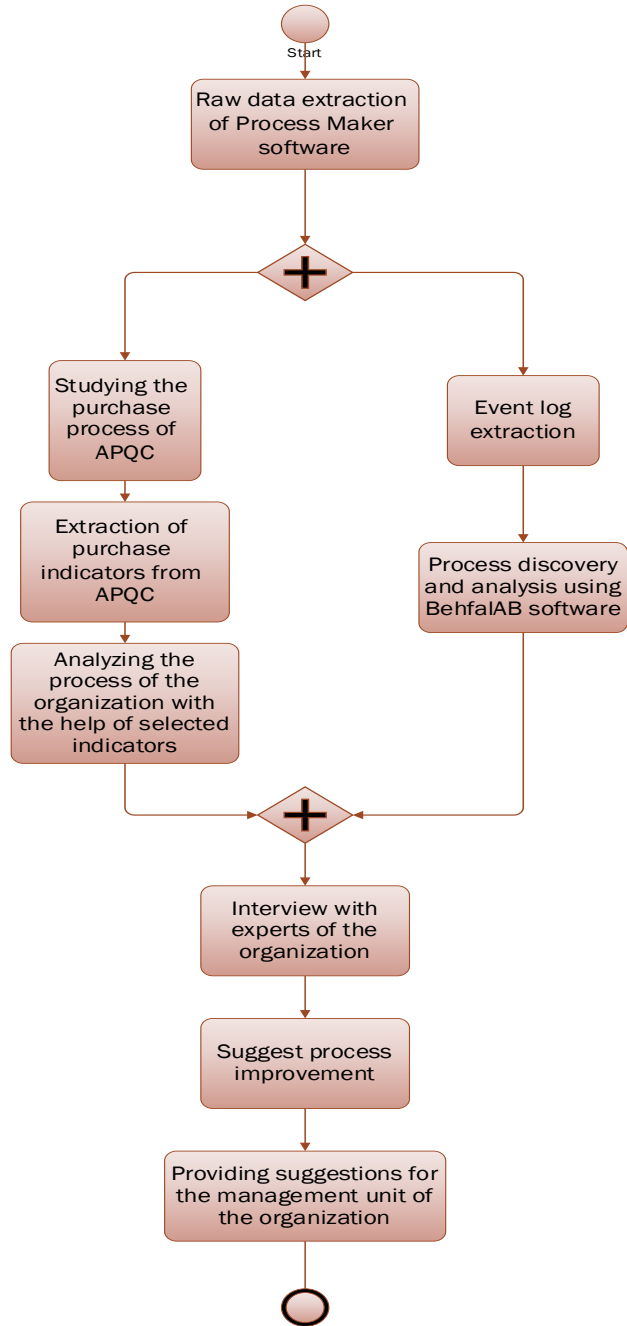 Start
Raw data extraction
of Process Maker
software
Studying the
purchase
process of
APQC
Extraction of
purchase
indicators from
APQC
Analyzing the
process of the
organization with
the help of selected
indicators
Event log
extraction
Process discovery
and analysis using
BehfalAB software
Interview with
experts of the
organization
Suggest process
improvement
Providing suggestions for
the management unit of
the organization